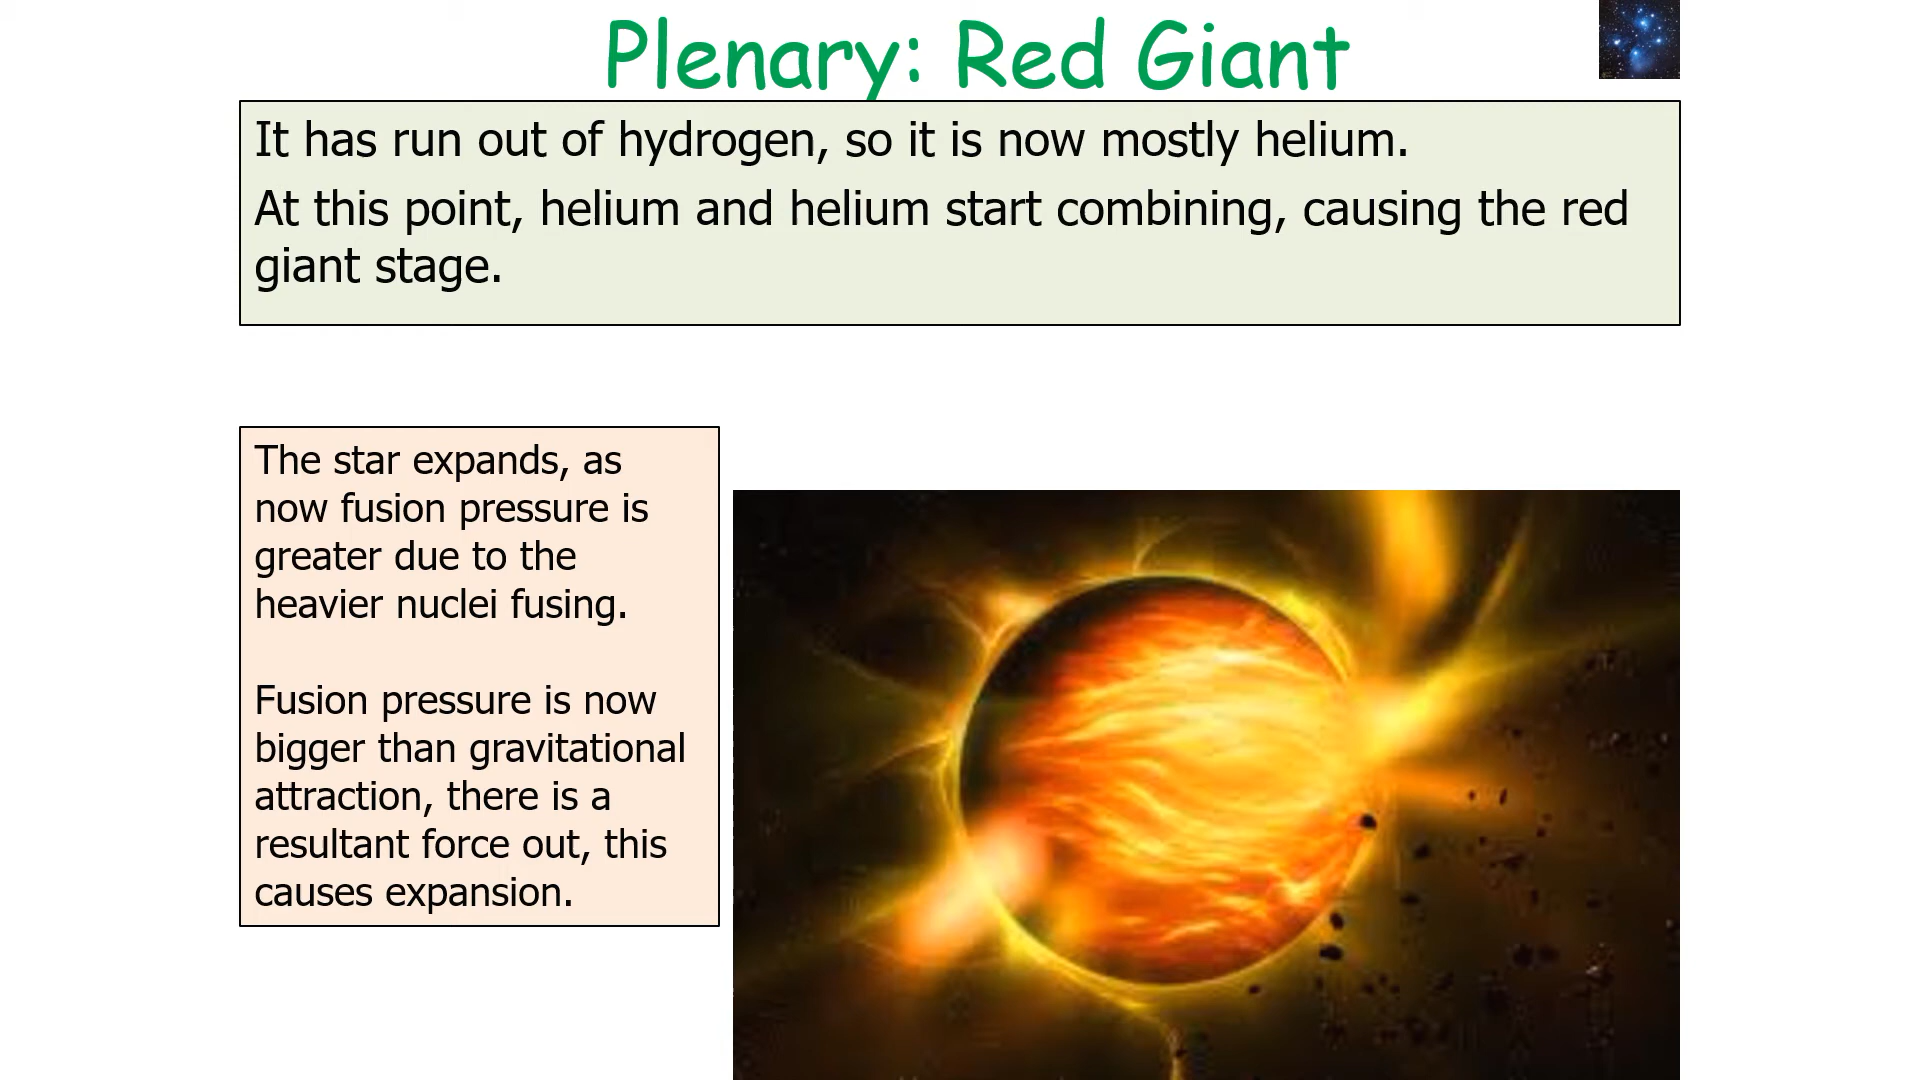 Plenary: Red Giant
It has run out of hydrogen, so it is now mostly helium.
At this point, helium and helium start combining, causing the red
giant stage.
The star expands, as
now fusion pressure is
greater due to the
heavier nuclei fusing.
Fusion pressure is now
bigger than gravitational
attraction, there is a
resultant force out, this
causes expansion.